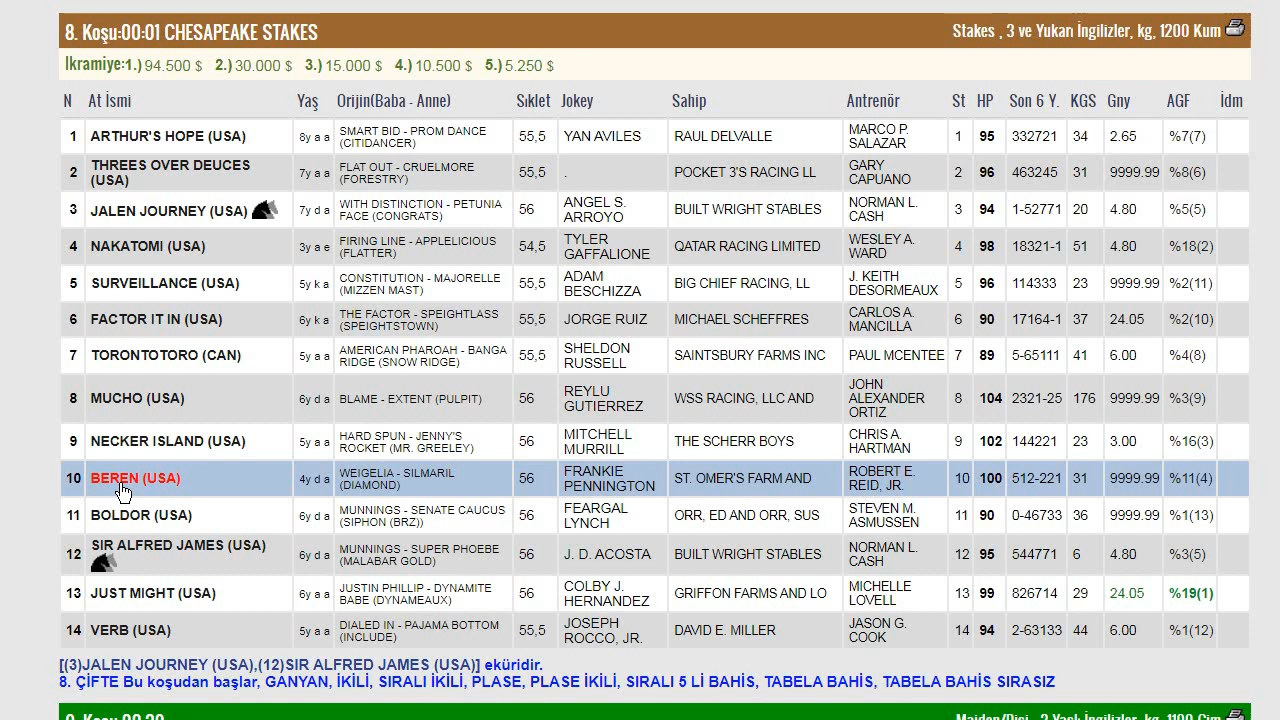 8. Koşu:00:01 CHESAPEAKE STAKES Stakes , 3 ve Yukarı İngilizler, kg, 1200 Kum
Ikramiye:1.) 94.500 $ 2.) 30.000 $ 3.) 15.000 $ 4.) 10.500 $ 5.) 5.250 $
N At İsmi Yaş Orijin(Baba - Anne) Sıklet Jokey Sahip Antrenör St HP Son 6 Y. KGS Gny AGF İdm
1 ARTHUR'S HOPE (USA) 8y a a SMART BID - PROM DANCE (CITIDANCER) 55,5 YAN AVILES RAUL DELVALLE MARCO P. SALAZAR 1 95 332721 34 2.65 %7(7)
2 THREES OVER DEUCES (USA) 7y a a FLAT OUT - CRUELMORE (FORESTRY) 55,5 . POCKET 3'S RACING LL GARY CAPUANO 2 96 463245 31 9999.99 %8(6)
3 JALEN JOURNEY (USA) 7y d a WITH DISTINCTION - PETUNIA FACE (CONGRATS) 56 ANGEL S. ARROYO BUILT WRIGHT STABLES NORMAN L. CASH 3 94 1-52771 20 4.80 %5(5)
4 NAKATOMI (USA) 3y a e FIRING LINE - APPLELICIOUS (FLATTER) 54,5 TYLER GAFFALIONE QATAR RACING LIMITED WESLEY A. WARD 4 98 18321-1 51 4.80 %18(2)
5 SURVEILLANCE (USA) 5y k a CONSTITUTION - MAJORELLE (MIZZEN MAST) 55,5 ADAM BESCHIZZA BIG CHIEF RACING, LL J. KEITH DESORMEAUX 5 96 114333 23 9999.99 %2(11)
6 FACTOR IT IN (USA) 6y k a THE FACTOR - SPEIGHTLASS (SPEIGHTSTOWN) 55,5 JORGE RUIZ MICHAEL SCHEFFRES CARLOS A. MANCILLA 6 90 17164-1 37 24.05 %2(10)
7 TORONTOTORO (CAN) 5y a a AMERICAN PHAROAH - BANGA RIDGE (SNOW RIDGE) 55,5 SHELDON RUSSELL SAINTSBURY FARMS INC PAUL MCENTEE 7 89 5-65111 41 6.00 %4(8)
8 MUCHO (USA) 6y d a BLAME - EXTENT (PULPIT) 56 REYLU GUTIERREZ WSS RACING, LLC AND JOHN ALEXANDER ORTIZ 8 104 2321-25 176 9999.99 %3(9)
9 NECKER ISLAND (USA) 5y a a HARD SPUN - JENNY'S ROCKET (MR. GREELEY) 56 MITCHELL MURRILL THE SCHERR BOYS CHRIS A. HARTMAN 9 102 144221 23 3.00 %16(3)
10 BEREN (USA) 4y d a WEIGELIA - SILMARIL (DIAMOND) 56 FRANKIE PENNINGTON ST. OMER'S FARM AND ROBERT E. REID, JR. 10 100 512-221 31 9999.99 %11(4)
11 BOLDOR (USA) 6y d a MUNNINGS - SENATE CAUCUS (SIPHON (BRZ)) 56 FEARGAL LYNCH ORR, ED AND ORR, SUS STEVEN M. ASMUSSEN 11 90 0-46733 36 9999.99 %1(13)
12 SIR ALFRED JAMES (USA) 6y d a MUNNINGS - SUPER PHOEBE (MALABAR GOLD) 56 J. D. ACOSTA BUILT WRIGHT STABLES NORMAN L. CASH 12 95 544771 6 4.80 %3(5)
13 JUST MIGHT (USA) 6y a a JUSTIN PHILLIP - DYNAMITE BABE (DYNAMEAUX) 56 COLBY J. HERNANDEZ GRIFFON FARMS AND LO MICHELLE LOVELL 13 99 826714 29 24.05 %19(1)
14 VERB (USA) 5y a a DIALED IN - PAJAMA BOTTOM (INCLUDE) 55,5 JOSEPH ROCCO, JR. DAVID E. MILLER JASON G. COOK 14 94 2-63133 44 6.00 %1(12)
[(3)JALEN JOURNEY (USA),(12)SIR ALFRED JAMES (USA)] eküridir.
8. ÇİFTE Bu koşudan başlar, GANYAN, İKİLİ, SIRALI İKİLİ, PLASE, PLASE İKİLİ, SIRALI 5 Lİ BAHİS, TABELA BAHİS, TABELA BAHİS SIRASIZ